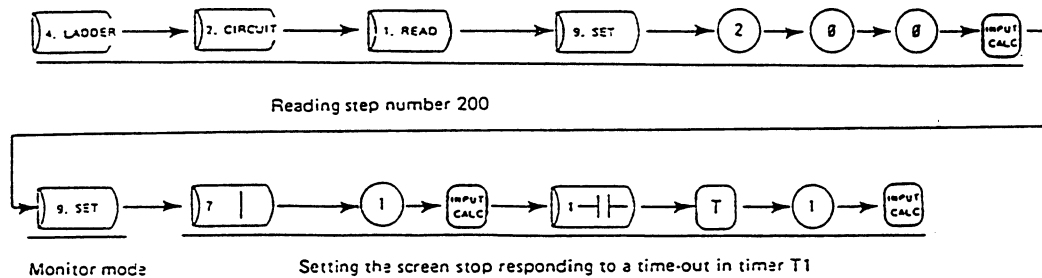 4. LADDER 2. CIRCUIT 1. READ 9. SET 2 0 0 INPUT CALC
Reading step number 200
9. SET 7 1 INPUT CALC 1 T 1 INPUT CALC
Monitor mode Setting the screen stop responding to a time-out in timer T1